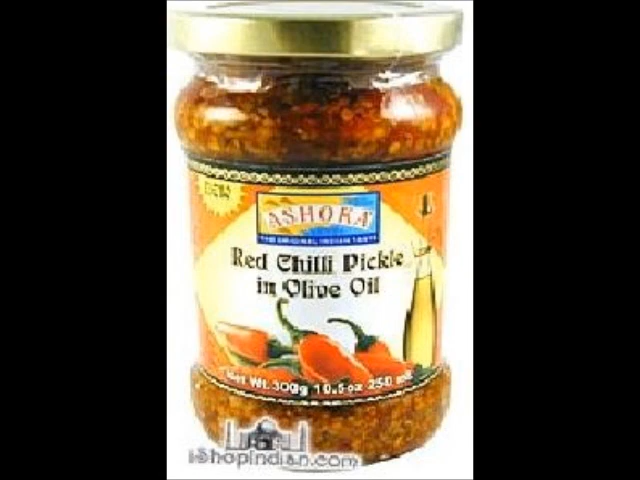 ASHOKA
THE ORIGINAL INDIAN TASTE
Red Chilli Pickle
in Olive Oil
Net Wt. 300g 10.5oz 250 ml
iShopIndian.com